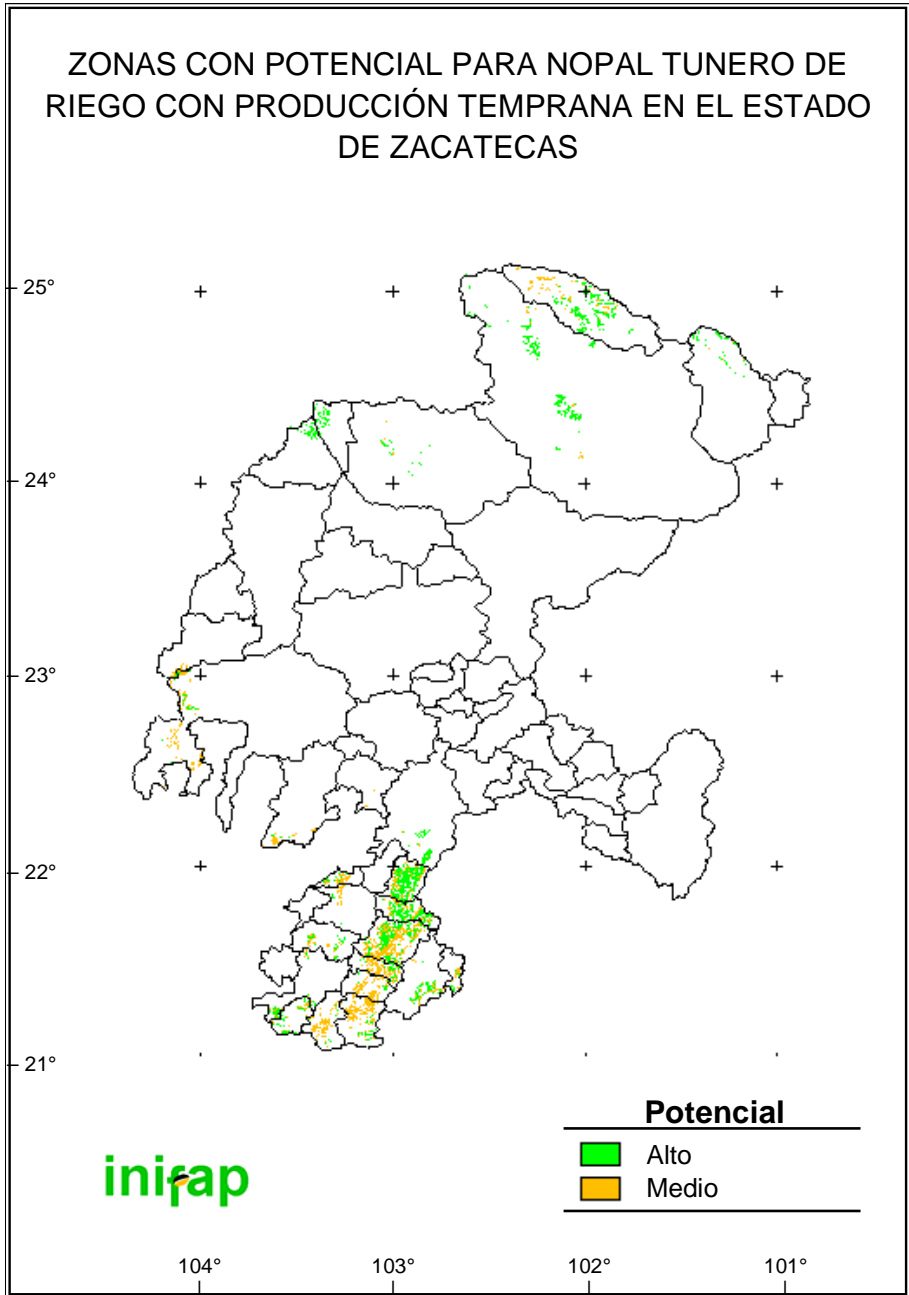 ZONAS CON POTENCIAL PARA NOPAL TUNERO DE
RIEGO CON PRODUCCIÓN TEMPRANA EN EL ESTADO
DE ZACATECAS
25°
24°
23°
22°
21°
Potencial
Alto
Medio
inifap
104°
103°
102°
101°